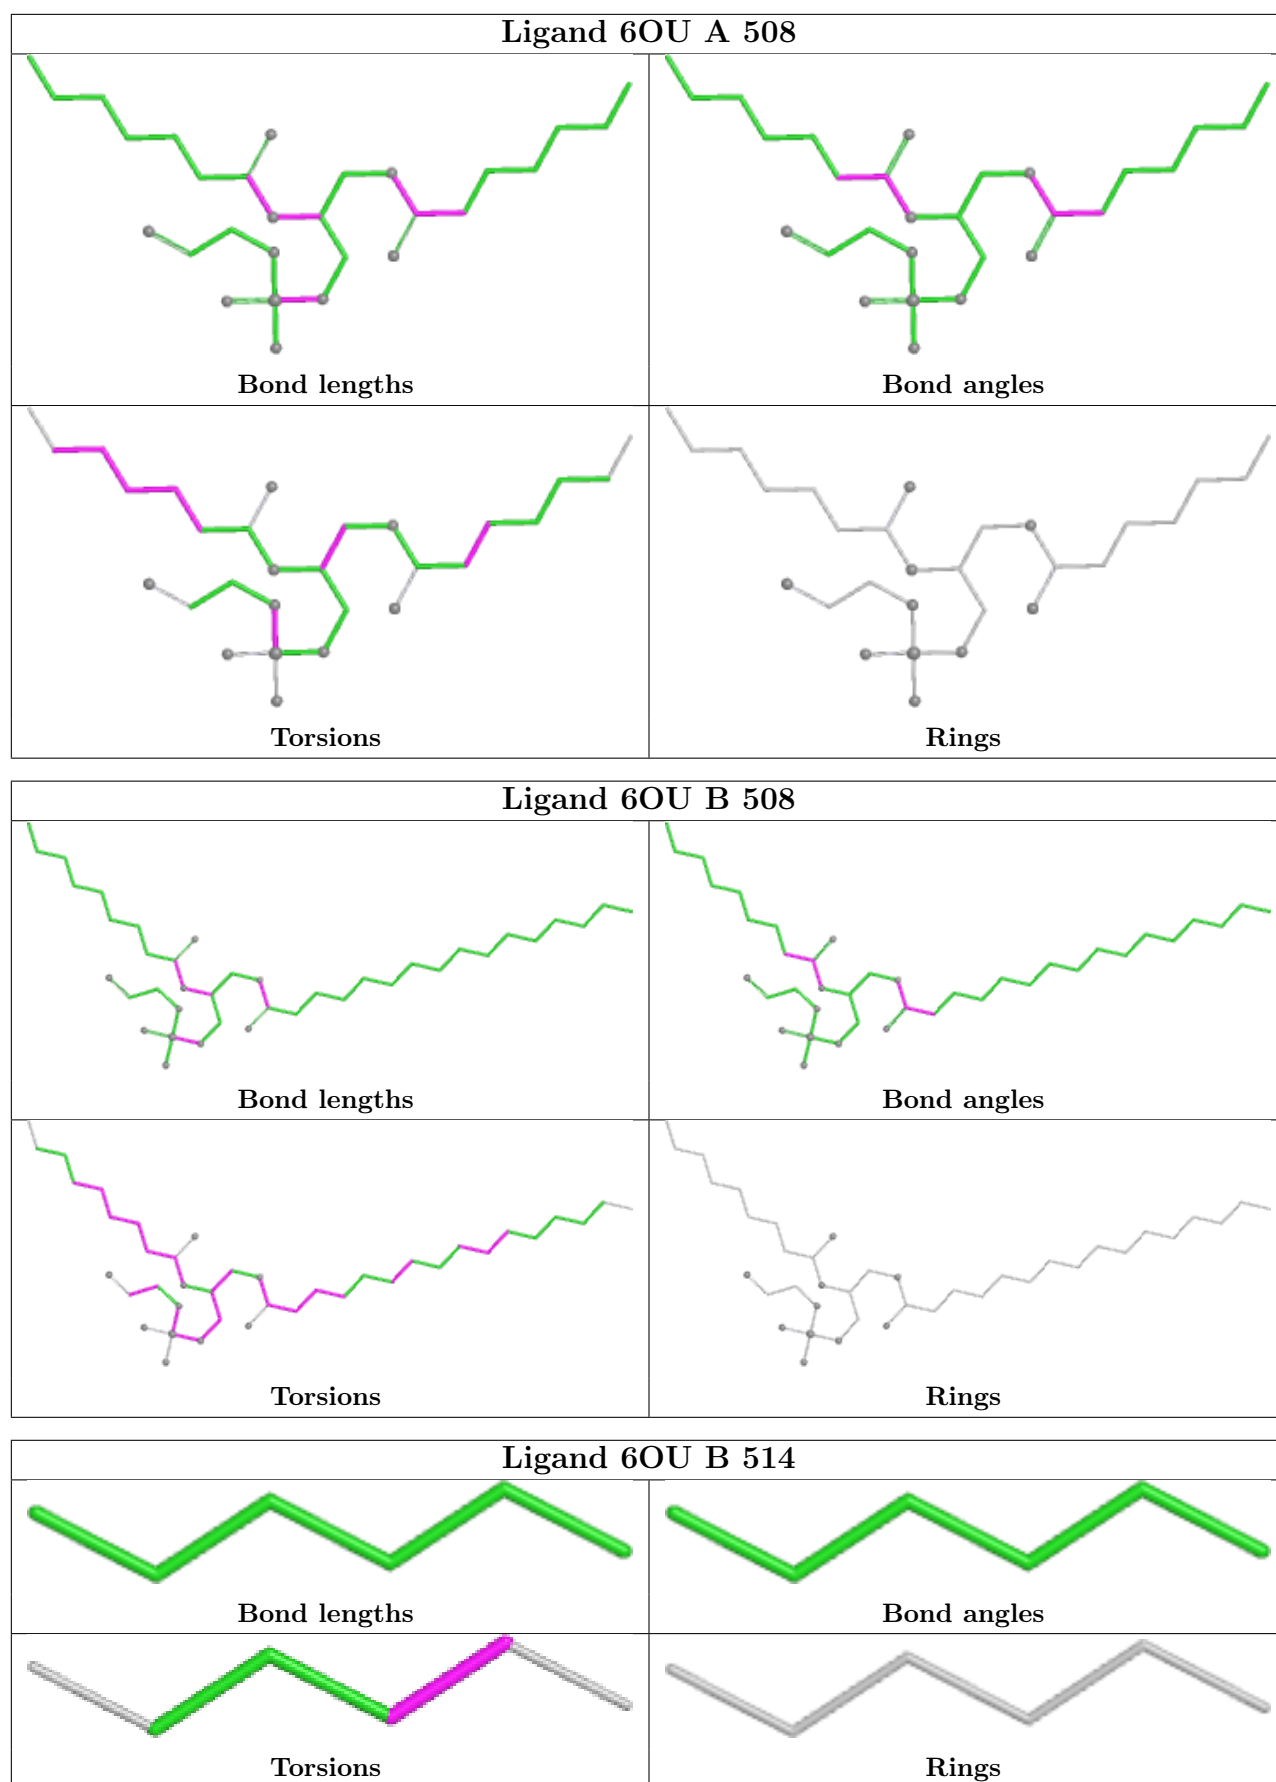 Ligand 6OU A 508
Bond lengths
Bond angles
Torsions
Rings
Ligand 6OU B 508
Bond lengths
Bond angles
Torsions
Rings
Ligand 6OU B 514
Bond lengths
Bond angles
Torsions
Rings